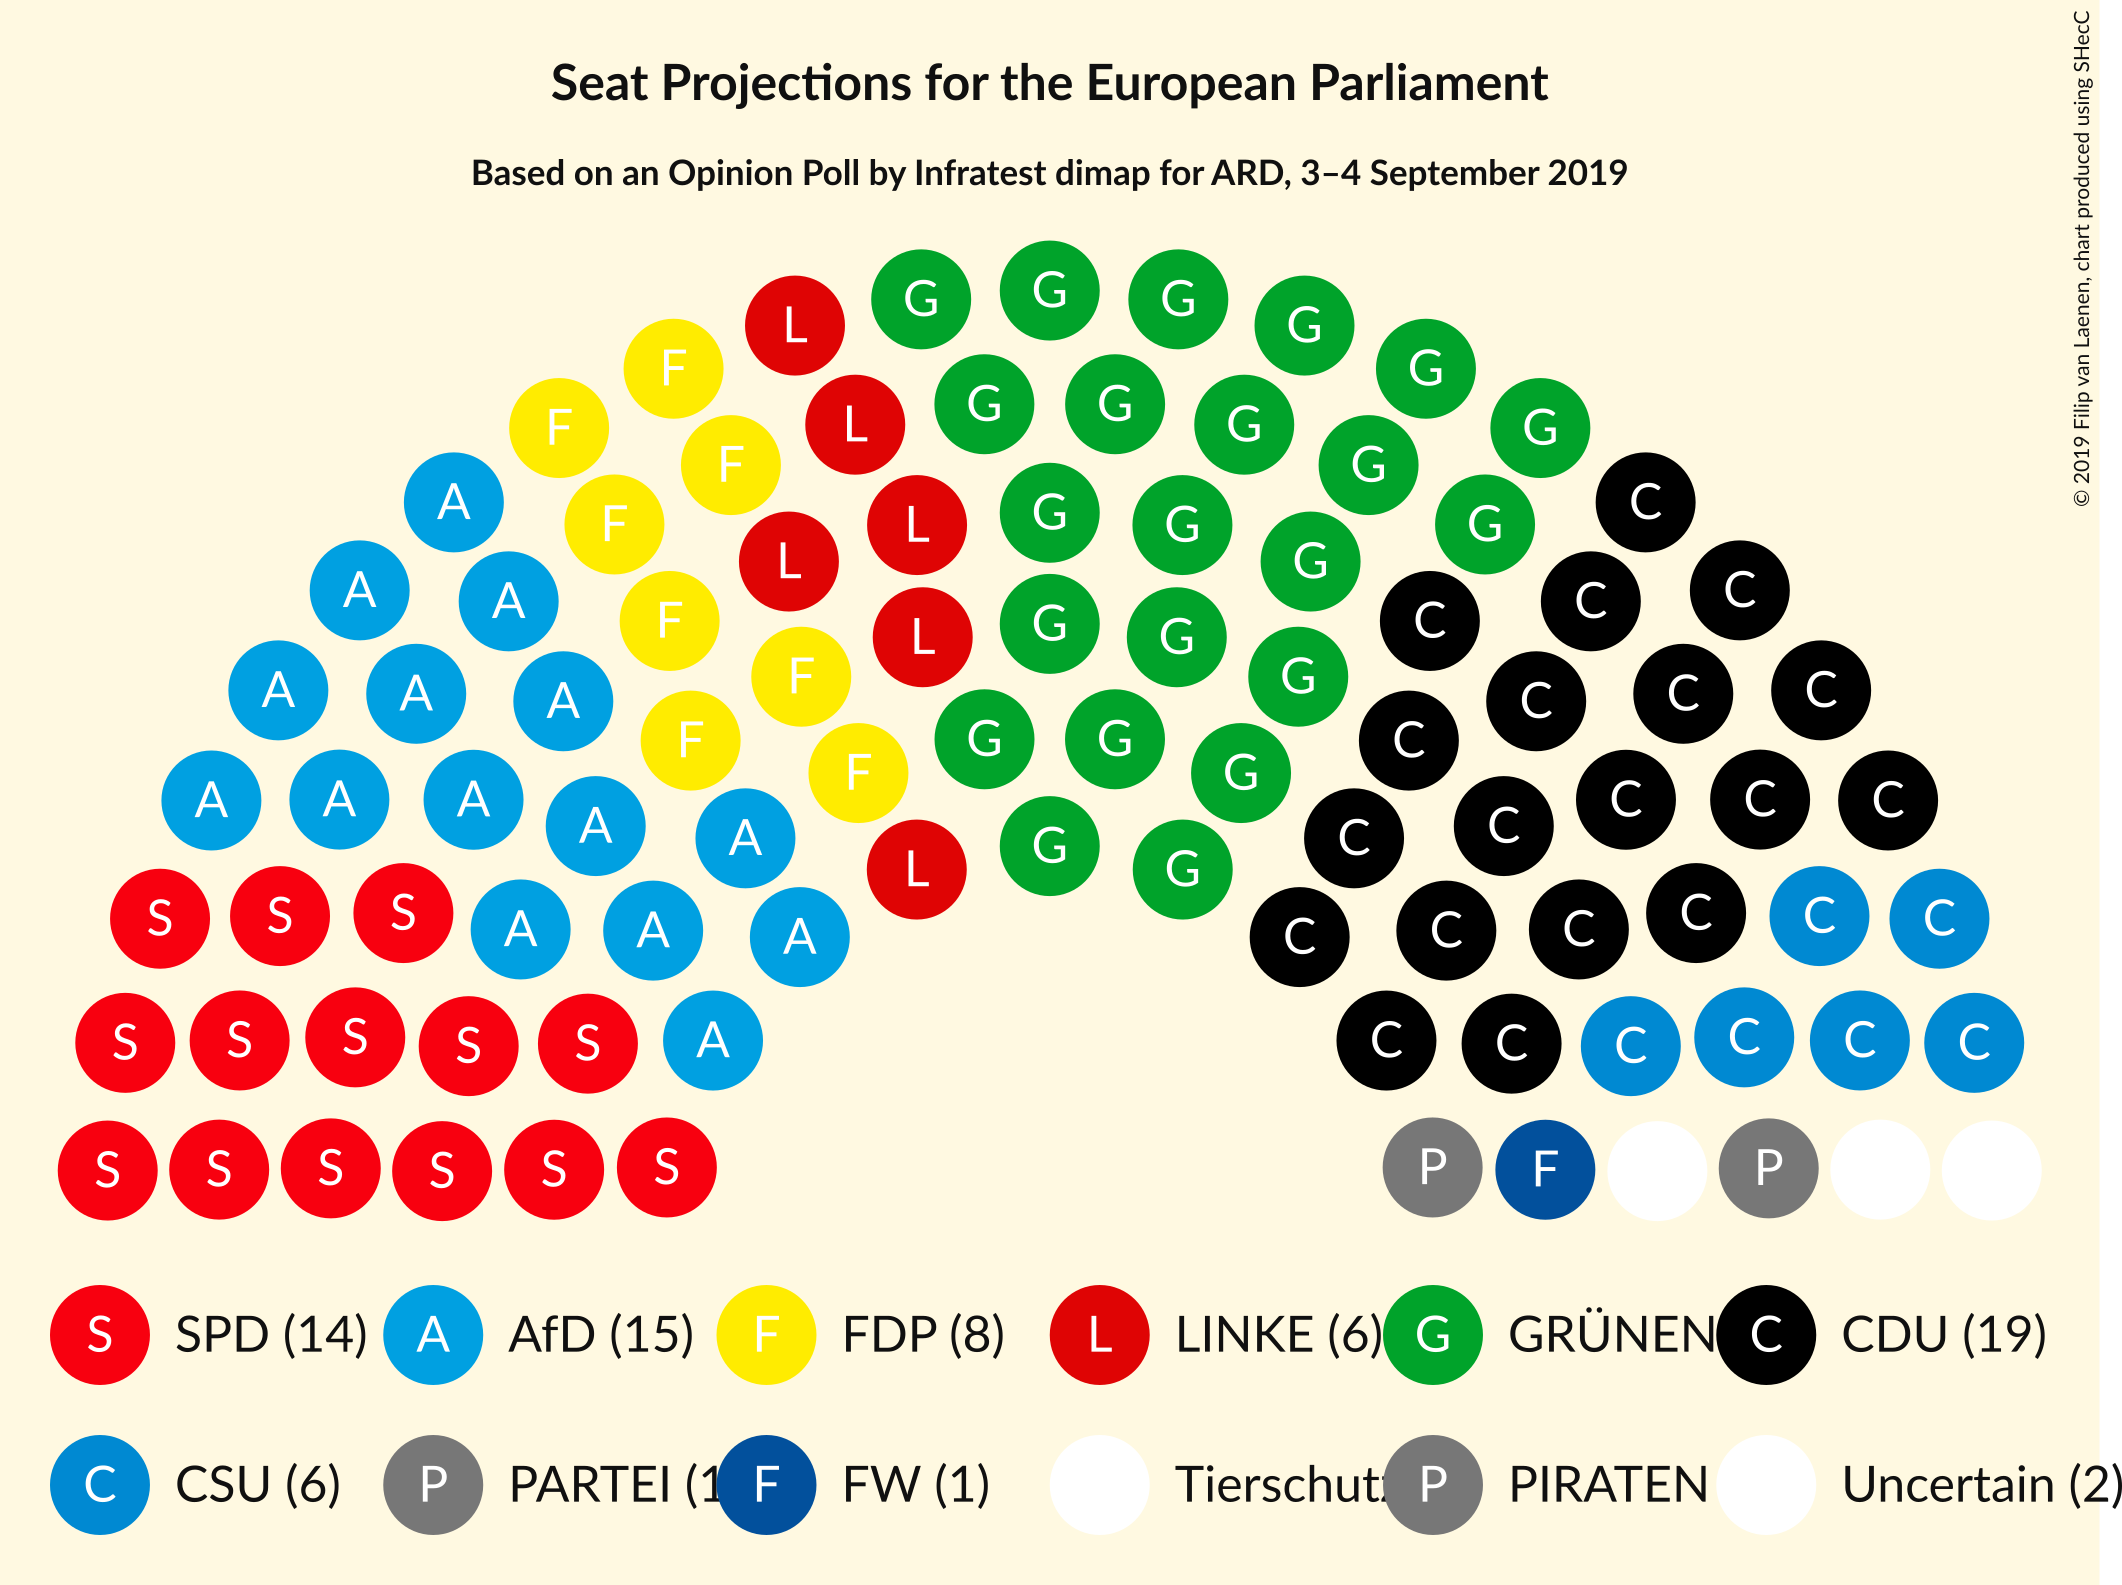 Seat Projections for the European Parliament
Based on an Opinion Poll by Infratest dimap for ARD, 3–4 September 2019
© 2019 Filip van Laenen, chart produced using SHecC
G G G G G
L L G
F G G G F G G
F L G G C
A F L G G G C C
A A F L G G G C C C
A A A F F G G G C C C C
A A A A A F G C C C C C
S S S A A A L G G C C C C C C
S S S S S A C C C C C C
S S S S S S P F P
S SPD (14) A AfD (15) F FDP (8) L LINKE (6) G GRÜNEN C CDU (19)
C CSU (6) P PARTEI (1 F FW (1) Tierschutz P PIRATEN Uncertain (2)